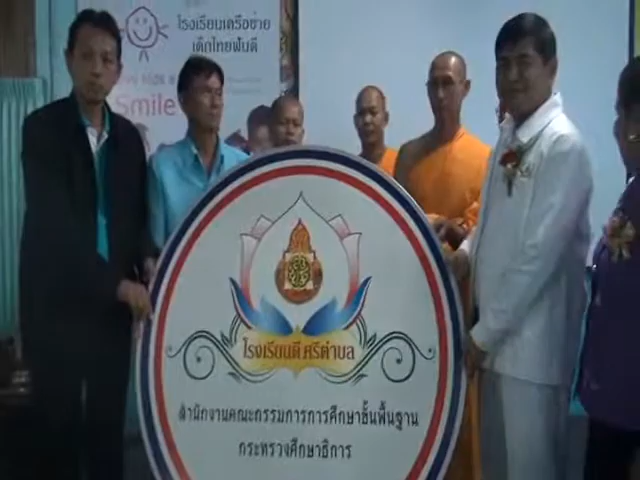 Smile
โรงเรียนเครือข่าย
เด็กไทยฟันดี
Smile
โรงเรียนดี ศรีตำบล
สำนักงานคณะกรรมการการศึกษาขั้นพื้นฐาน
กระทรวงศึกษาธิการ